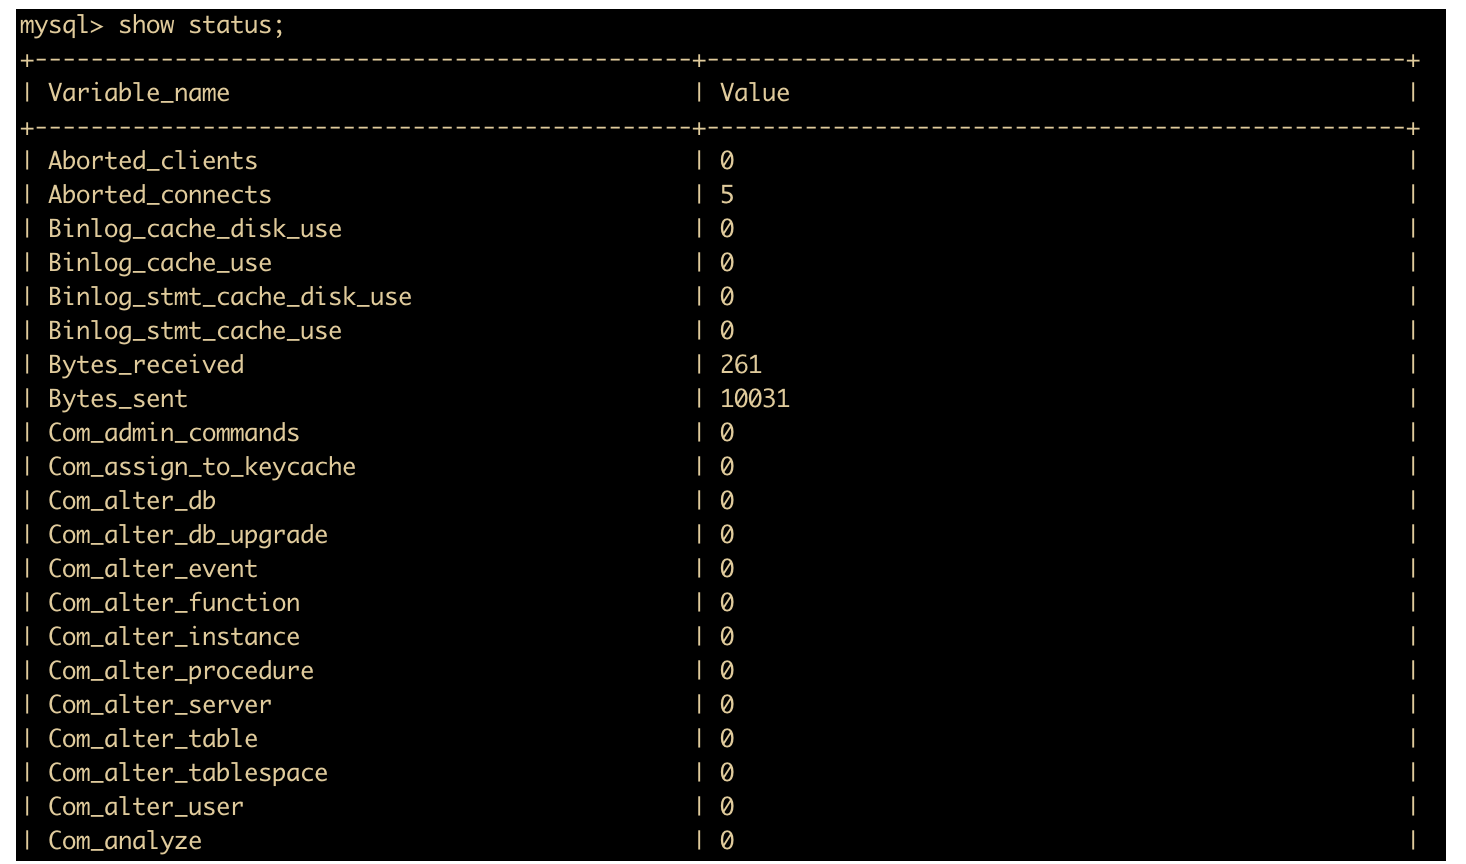 mysql> show status;
+-----------------------------------------------+--------------------------------------------------+
| Variable_name | Value |
+-----------------------------------------------+--------------------------------------------------+
| Aborted_clients | 0 |
| Aborted_connects | 5 |
| Binlog_cache_disk_use | 0 |
| Binlog_cache_use | 0 |
| Binlog_stmt_cache_disk_use | 0 |
| Binlog_stmt_cache_use | 0 |
| Bytes_received | 261 |
| Bytes_sent | 10031 |
| Com_admin_commands | 0 |
| Com_assign_to_keycache | 0 |
| Com_alter_db | 0 |
| Com_alter_db_upgrade | 0 |
| Com_alter_event | 0 |
| Com_alter_function | 0 |
| Com_alter_instance | 0 |
| Com_alter_procedure | 0 |
| Com_alter_server | 0 |
| Com_alter_table | 0 |
| Com_alter_tablespace | 0 |
| Com_alter_user | 0 |
| Com_analyze | 0 |